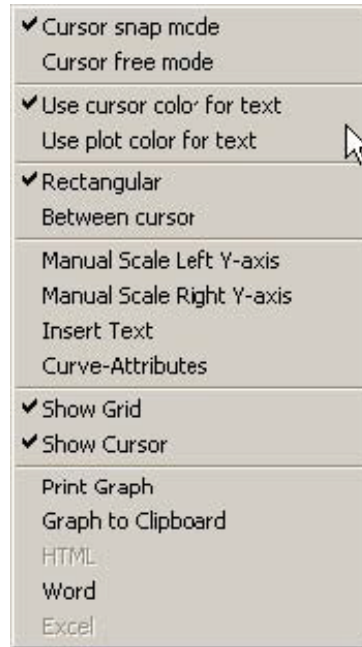 Cursor snap mode
Cursor free mode
Use cursor color for text
Use plot color for text
Rectangular
Between cursor
Manual Scale Left Y-axis
Manual Scale Right Y-axis
Insert Text
Curve-Attributes
Show Grid
Show Cursor
Print Graph
Graph to Clipboard
HTML
Word
Excel